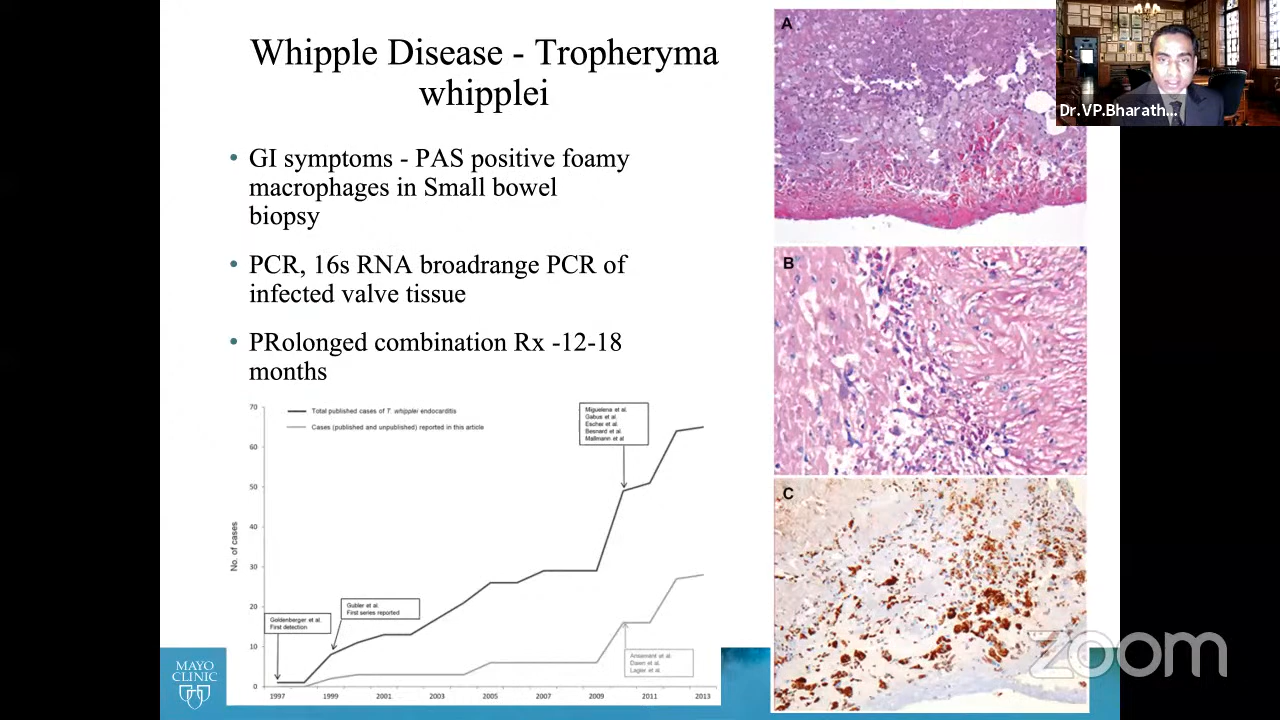 Whipple Disease - Tropheryma
whipplei
• GI symptoms - PAS positive foamy
macrophages in Small bowel
biopsy
• PCR, 16s RNA broadrange PCR of
infected valve tissue
• PRolonged combination Rx -12-18
months
70
60
50
40
30
20
10
0
No. of cases
Total published cases of T. whipplei endocarditis
Cases (published and unpublished) reported in this article
Goldenberger et al.
First detection
Gubler et al.
First series reported
Miguelena et al.
Gabus et al.
Escher et al.
Besnard et al.
Mallmann et al
Dawn et al.
Lagier et al.
1997 1999 2001 2003 2005 2007 2009 2011 2013
MAYO
CLINIC
A
B
C
Dr.VP.Bharath...
zoom